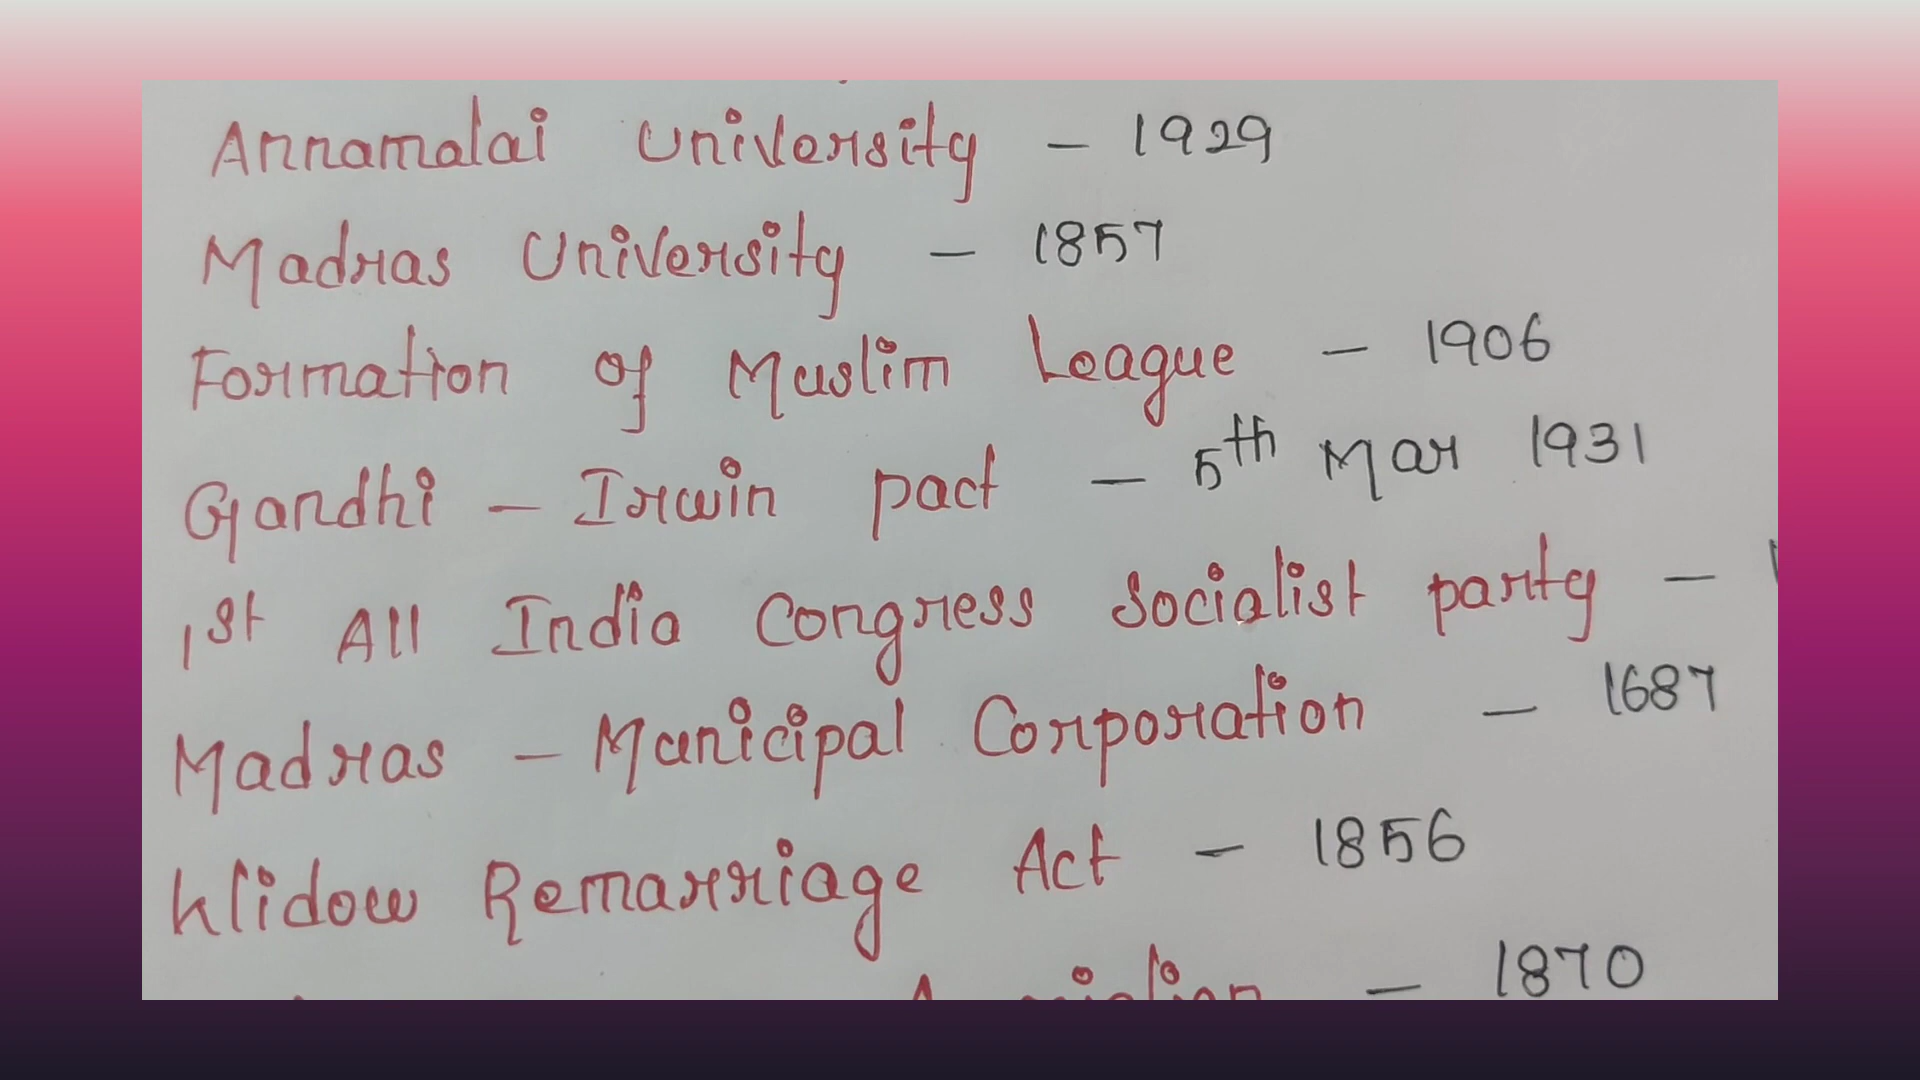 Annamalai University - 1929
Madras University - 1857
Formation of Muslim League - 1906
Gandhi - Irwin pact - 5th Mar 1931
1st All India Congress Socialist party -
Madras - Municipal Corporation - 1687
Widow Remarriage Act - 1856
- 1870